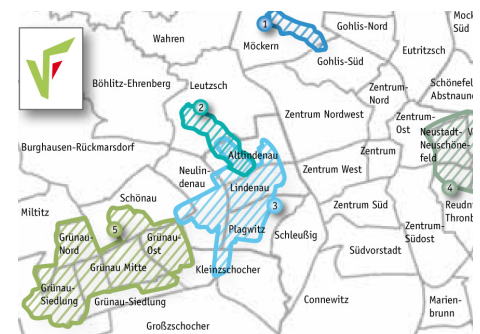 1
Gohlis-Nord
Mock
Süd
Wahren
Möckern
Eutritzsch
Gohlis-Süd
Böhlitz-Ehrenberg
Leutzsch
Zentrum-
Nord
Schönefel
Abstnaund
2
Zentrum Nordwest
Zentrum-
Ost
Neustadt-
Neuschöne-
feld
Burghausen-Rückmarsdorf
Altlindenau
Zentrum
Neulin-
denau
Lindenau
Zentrum West
4
Schönau
3
Zentrum Süd
Reudn
Thronb
Miltitz
5
Plagwitz
Schleußig
Zentrum-
Südost
Grünau-
Nord
Grünau-
Ost
Südvorstadt
Grünau Mitte
Kleinzschocher
Grünau-
Siedlung
Grünau-Siedlung
Connewitz
Marien-
brunn
Großzschocher